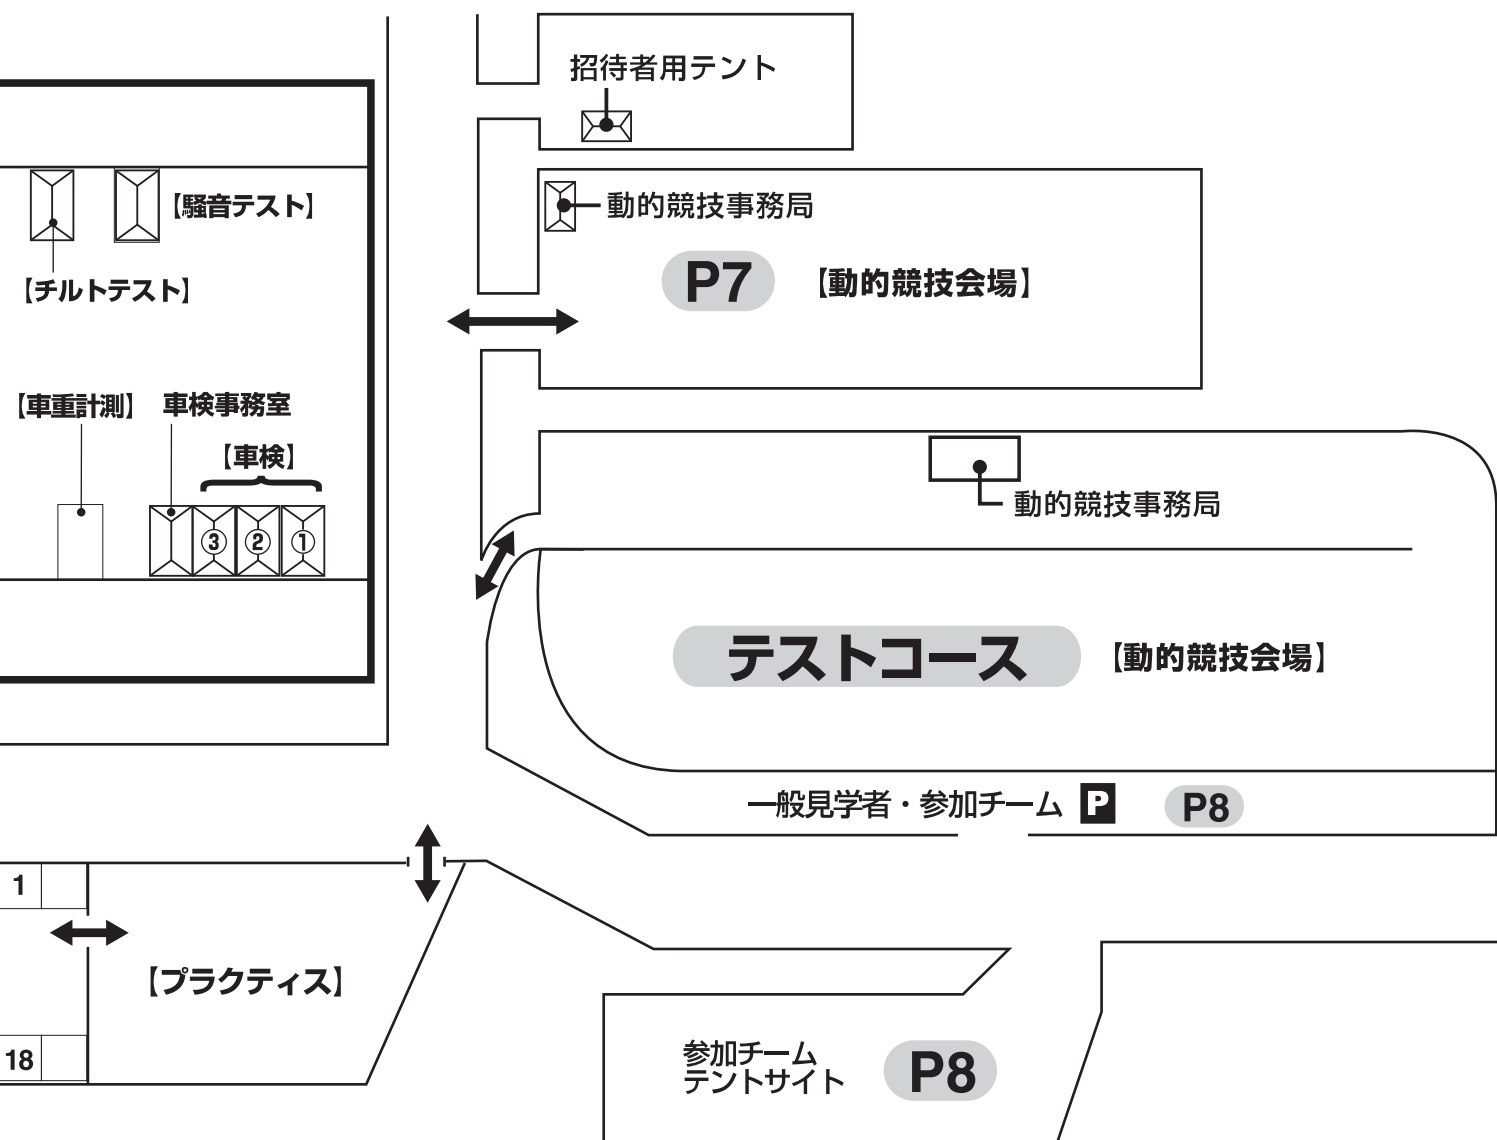 招待者用テント
【騒音テスト】
動的競技事務局
【チルトテスト】
P7
【動的競技会場】
【車重計測】
車検事務室
【車検】
動的競技事務局
3
2
1
テストコース
【動的競技会場】
一般見学者・参加チーム P
P8
1
【プラクティス】
18
参加チーム
テントサイト
P8